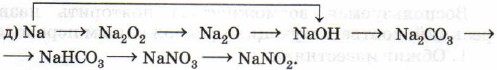 д) Na ⟶ Na₂O₂ ⟶ Na₂O ⟶ NaOH ⟶ Na₂CO₃ ⟶
⟶ NaHCO₃ ⟶ NaNO₃ ⟶ NaNO₂.